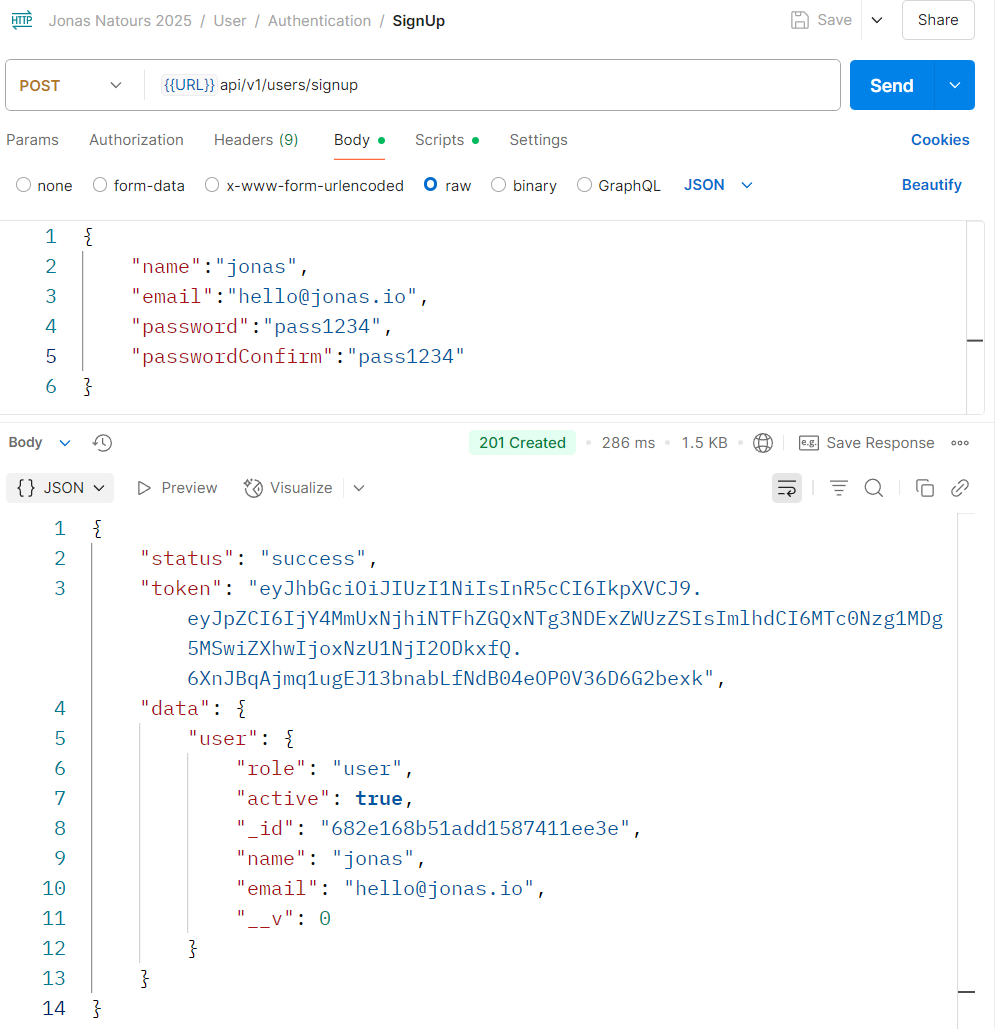 HTTP Jonas Natours 2025 / User / Authentication / SignUp Save Share
POST {{URL}} api/v1/users/signup Send
Params Authorization Headers (9) Body Scripts Settings Cookies
none form-data x-www-form-urlencoded raw binary GraphQL JSON Beautify
1 {
2 "name":"jonas",
3 "email":"hello@jonas.io",
4 "password":"pass1234",
5 "passwordConfirm":"pass1234"
6 }
Body 201 Created 286 ms 1.5 KB e.g. Save Response
{} JSON Preview Visualize
1 {
2 "status": "success",
3 "token": "eyJhbGciOiJIUzI1NiIsInR5cCI6IkpXVCJ9.
eyJpZCI6IjY4MmUxNjhiNTFhZGQxNTg3NDExZWUzZSIsImlhdCI6MTc0Nzg1MDg
5MSwiZXhwIjoxNzU1NjI2ODkxfQ.
6XnJBqAjmq1ugEJ13bnabLfNdB04eOP0V36D6G2bexk",
4 "data": {
5 "user": {
6 "role": "user",
7 "active": true,
8 "_id": "682e168b51add1587411ee3e",
9 "name": "jonas",
10 "email": "hello@jonas.io",
11 "__v": 0
12 }
13 }
14 }